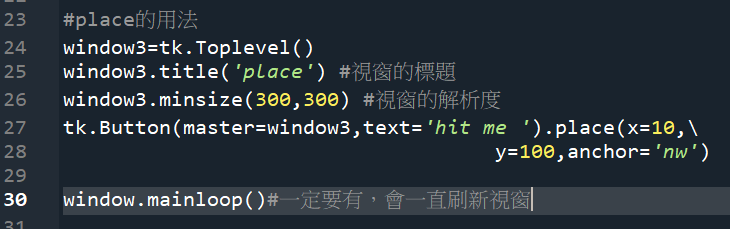 23 #place的用法
24 window3=tk.Toplevel()
25 window3.title('place') #視窗的標題
26 window3.minsize(300,300) #視窗的解析度
27 tk.Button(master=window3,text='hit me ').place(x=10,\
28 y=100,anchor='nw')
29
30 window.mainloop()#一定要有，會一直刷新視窗
31